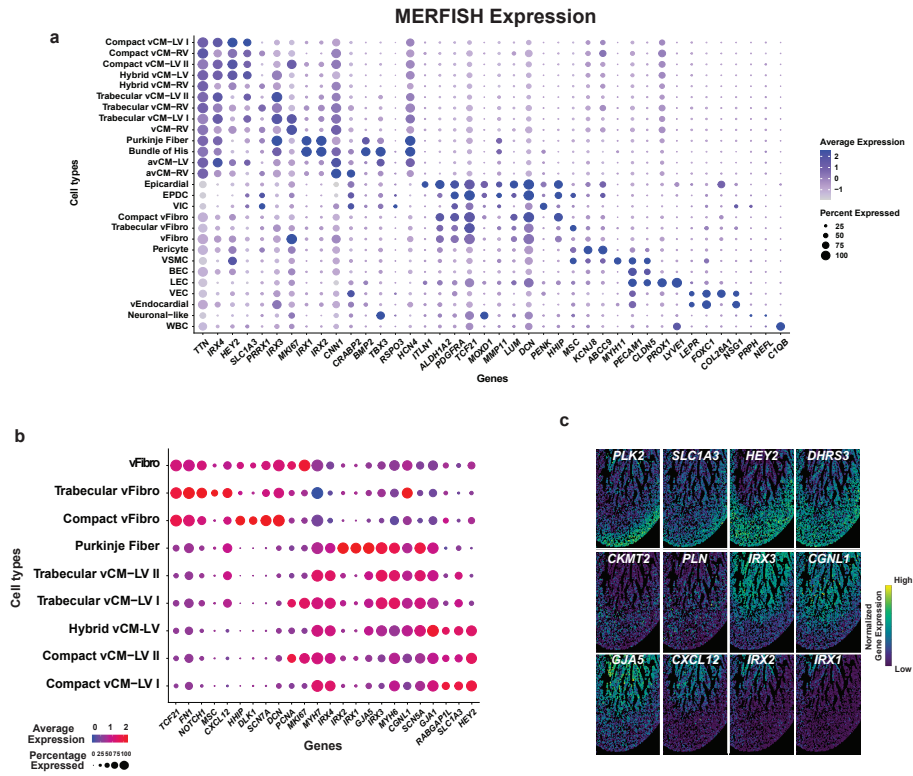 MERFISH Expression
a
Compact vCM−LV I
Compact vCM−RV
Compact vCM−LV II
Hybrid vCM−LV
Hybrid vCM−RV
Trabecular vCM−LV II
Trabecular vCM−RV
Trabecular vCM−LV I
vCM−RV
Purkinje Fiber
Bundle of His
avCM−LV
avCM−RV
Epicardial
EPDC
VIC
Compact vFibro
Trabecular vFibro
vFibro
Pericyte
VSMC
BEC
LEC
VEC
vEndocardial
Neuronal−like
WBC
Cell types
TTN
IRX4
HEY2
SLC1A3
PRRX1
IRX3
MKI67
IRX1
IRX2
CNN1
CRABP2
BMP2
TBX3
RSPO3
HCN4
ITLN1
ALDH1A2
PDGFRA
TCF21
MOXD1
MMP11
LUM
DCN
PENK
HHIP
MSC
KCNJ8
ABCC9
MYH11
PECAM1
CLDN5
PROX1
LYVE1
LEPR
FOXC1
COL26A1
NSG1
PRPH
NEFL
C1QB
Genes
Average Expression
2
1
0
−1
Percent Expressed
25
50
75
100
b
vFibro
Trabecular vFibro
Compact vFibro
Purkinje Fiber
Trabecular vCM−LV II
Trabecular vCM−LV I
Hybrid vCM-LV
Compact vCM−LV II
Compact vCM−LV I
Cell types
TCF21
FN1
NOTCH1
MSC
CXCL12
HHIP
DLK1
SCN7A
DCN
PCNA
MKI67
MYH7
IRX4
IRX2
IRX1
GJA5
IRX3
MYH6
CGNL1
SCN5A
GJA1
RABGAP1L
SLC1A3
HEY2
Genes
Average
Expression
0 1 2
Percentage
Expressed
0 25 50 75 100
c
PLK2 SLC1A3 HEY2 DHRS3
CKMT2 PLN IRX3 CGNL1
GJA5 CXCL12 IRX2 IRX1
Normalized
Gene Expression
High
Low